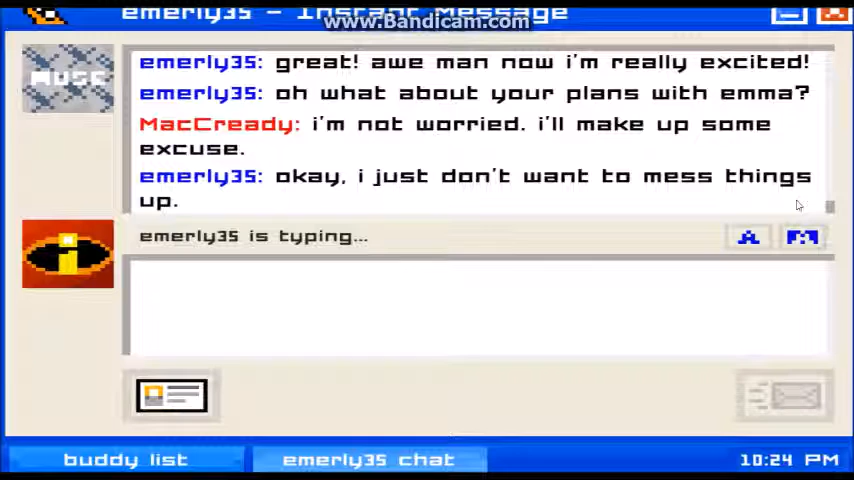 emerly35 - Instant Message
www.Bandicam.com
MUSE
emerly35: great! awe man now i'm really excited!
emerly35: oh what about your plans with emma?
MacCready: i'm not worried. i'll make up some
excuse.
emerly35: okay, i just don't want to mess things
up.
emerly35 is typing...
A
i
buddy list
emerly35 chat
10:24 PM